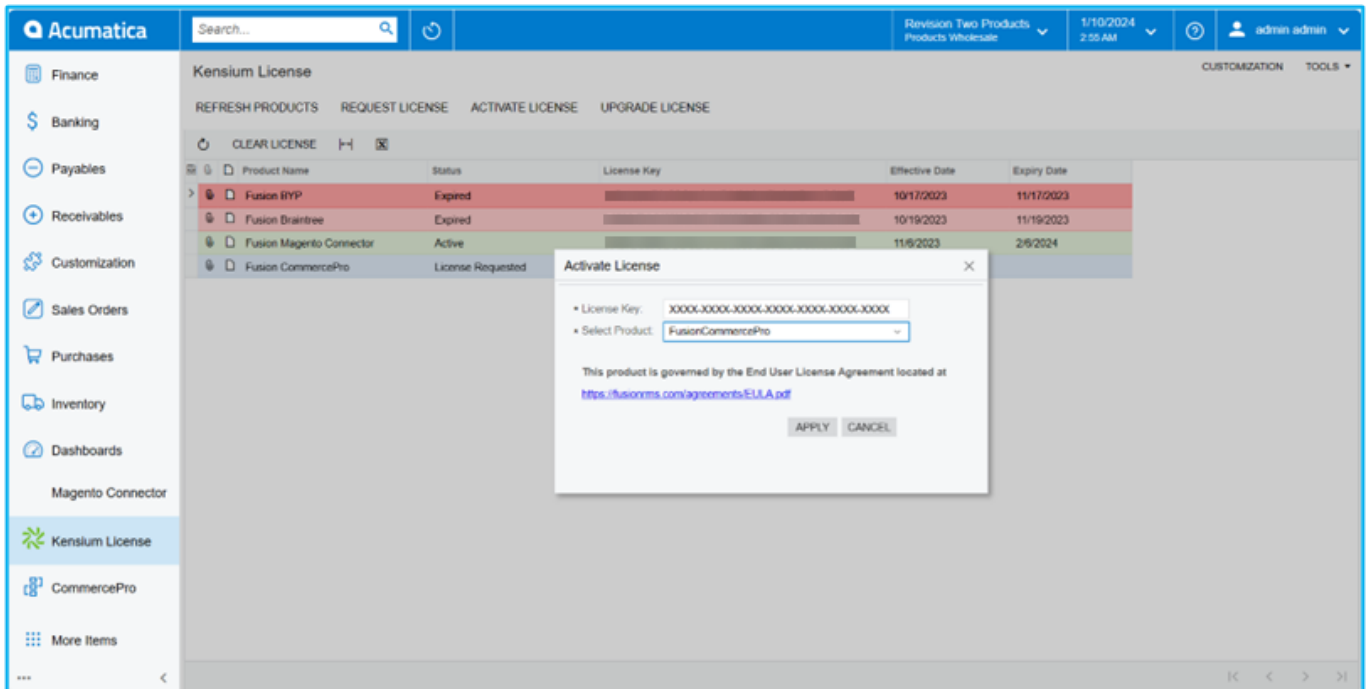 Acumatica
Search...
Revision Two Products
Products Wholesale
1/10/2024
2:55 AM
admin admin
Finance
Banking
Payables
Receivables
Customization
Sales Orders
Purchases
Inventory
Dashboards
Magento Connector
Kensium License
CommercePro
More Items
Kensium License
CUSTOMIZATION TOOLS
REFRESH PRODUCTS REQUEST LICENSE ACTIVATE LICENSE UPGRADE LICENSE
CLEAR LICENSE
Product Name Status License Key Effective Date Expiry Date
Fusion BYP Expired 10/17/2023 11/17/2023
Fusion Braintree Expired 10/19/2023 11/19/2023
Fusion Magento Connector Active 11/6/2023 2/6/2024
Fusion CommercePro License Requested
Activate License
License Key: XXXX-XXXX-XXXX-XXXX-XXXX-XXXX-XXXX
Select Product: FusionCommercePro
This product is governed by the End User License Agreement located at
https://fusionrms.com/agreements/EULA.pdf
APPLY CANCEL